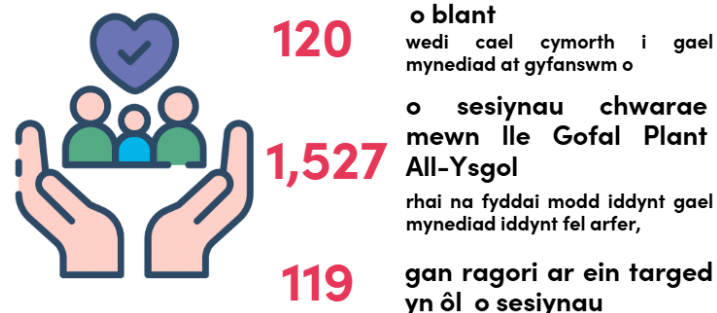 120
o blant
wedi cael cymorth i gael
mynediad at gyfanswm o
1,527
o sesiynau chwarae
mewn lle Gofal Plant
All-Ysgol
rhai na fyddai modd iddynt gael
mynediad iddynt fel arfer,
119
gan ragori ar ein targed
yn ôl o sesiynau